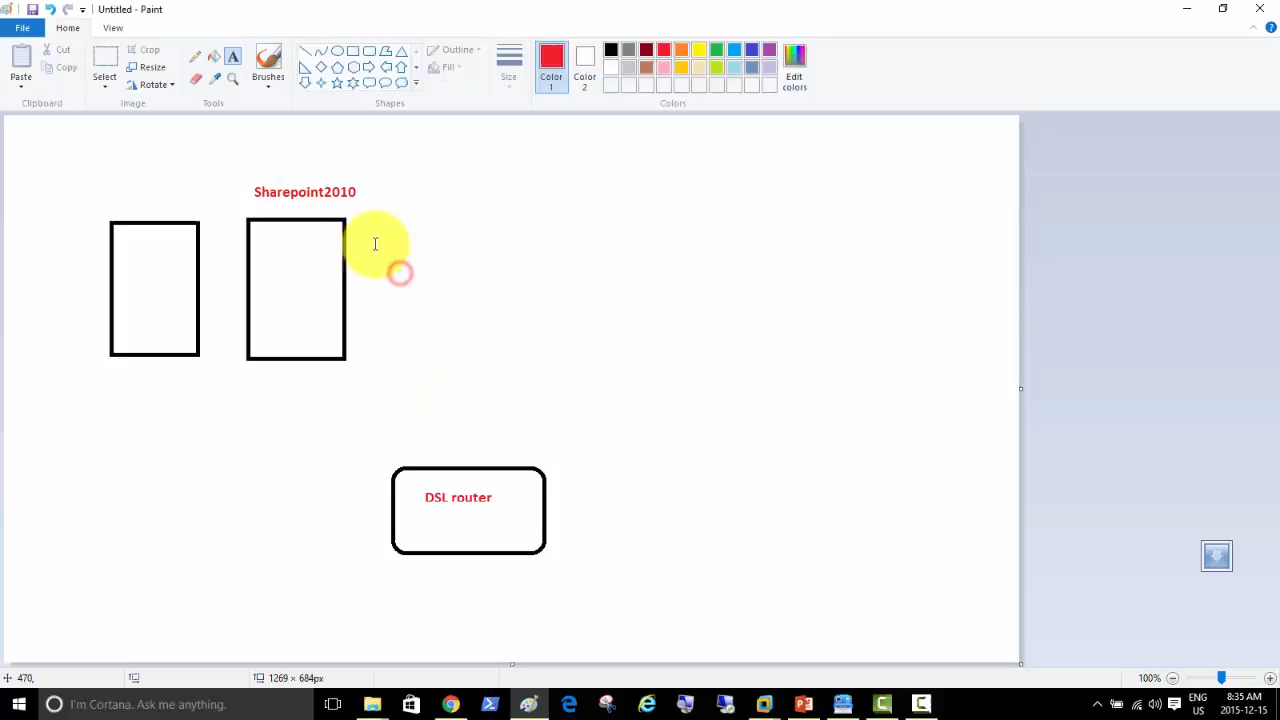 Untitled - Paint
File
Home
View
Paste
Cut
Copy
Clipboard
Select
Crop
Resize
Rotate
Image
Tools
Brushes
Shapes
Outline
Fill
Size
Color
1
Color
2
Edit
colors
Colors
Sharepoint2010
DSL router
470,
1269 × 684px
100%
I'm Cortana. Ask me anything.
ENG
US
8:35 AM
2015-12-15